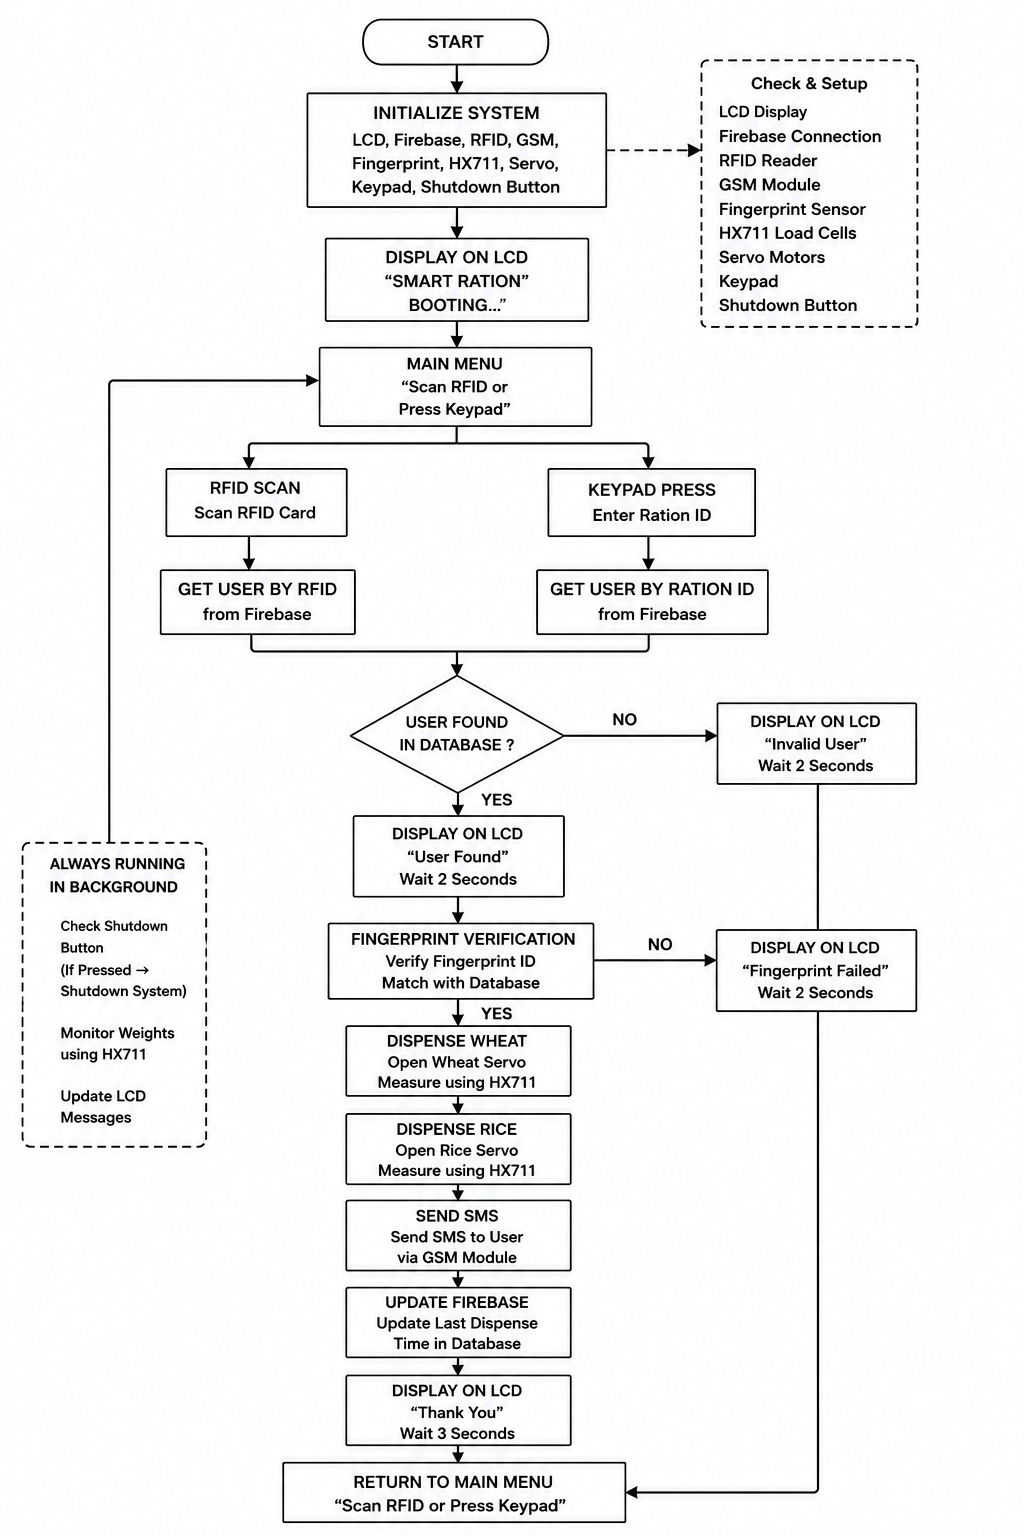 START
INITIALIZE SYSTEM
LCD, Firebase, RFID, GSM,
Fingerprint, HX711, Servo,
Keypad, Shutdown Button
Check & Setup
LCD Display
Firebase Connection
RFID Reader
GSM Module
Fingerprint Sensor
HX711 Load Cells
Servo Motors
Keypad
Shutdown Button
DISPLAY ON LCD
“SMART RATION”
BOOTING...”
MAIN MENU
“Scan RFID or
Press Keypad”
RFID SCAN
Scan RFID Card
KEYPAD PRESS
Enter Ration ID
GET USER BY RFID
from Firebase
GET USER BY RATION ID
from Firebase
USER FOUND
IN DATABASE ?
NO
DISPLAY ON LCD
“Invalid User”
Wait 2 Seconds
YES
DISPLAY ON LCD
“User Found”
Wait 2 Seconds
ALWAYS RUNNING
IN BACKGROUND
Check Shutdown
Button
(If Pressed →
Shutdown System)
Monitor Weights
using HX711
Update LCD
Messages
FINGERPRINT VERIFICATION
Verify Fingerprint ID
Match with Database
NO
DISPLAY ON LCD
“Fingerprint Failed”
Wait 2 Seconds
YES
DISPENSE WHEAT
Open Wheat Servo
Measure using HX711
DISPENSE RICE
Open Rice Servo
Measure using HX711
SEND SMS
Send SMS to User
via GSM Module
UPDATE FIREBASE
Update Last Dispense
Time in Database
DISPLAY ON LCD
“Thank You”
Wait 3 Seconds
RETURN TO MAIN MENU
“Scan RFID or Press Keypad”